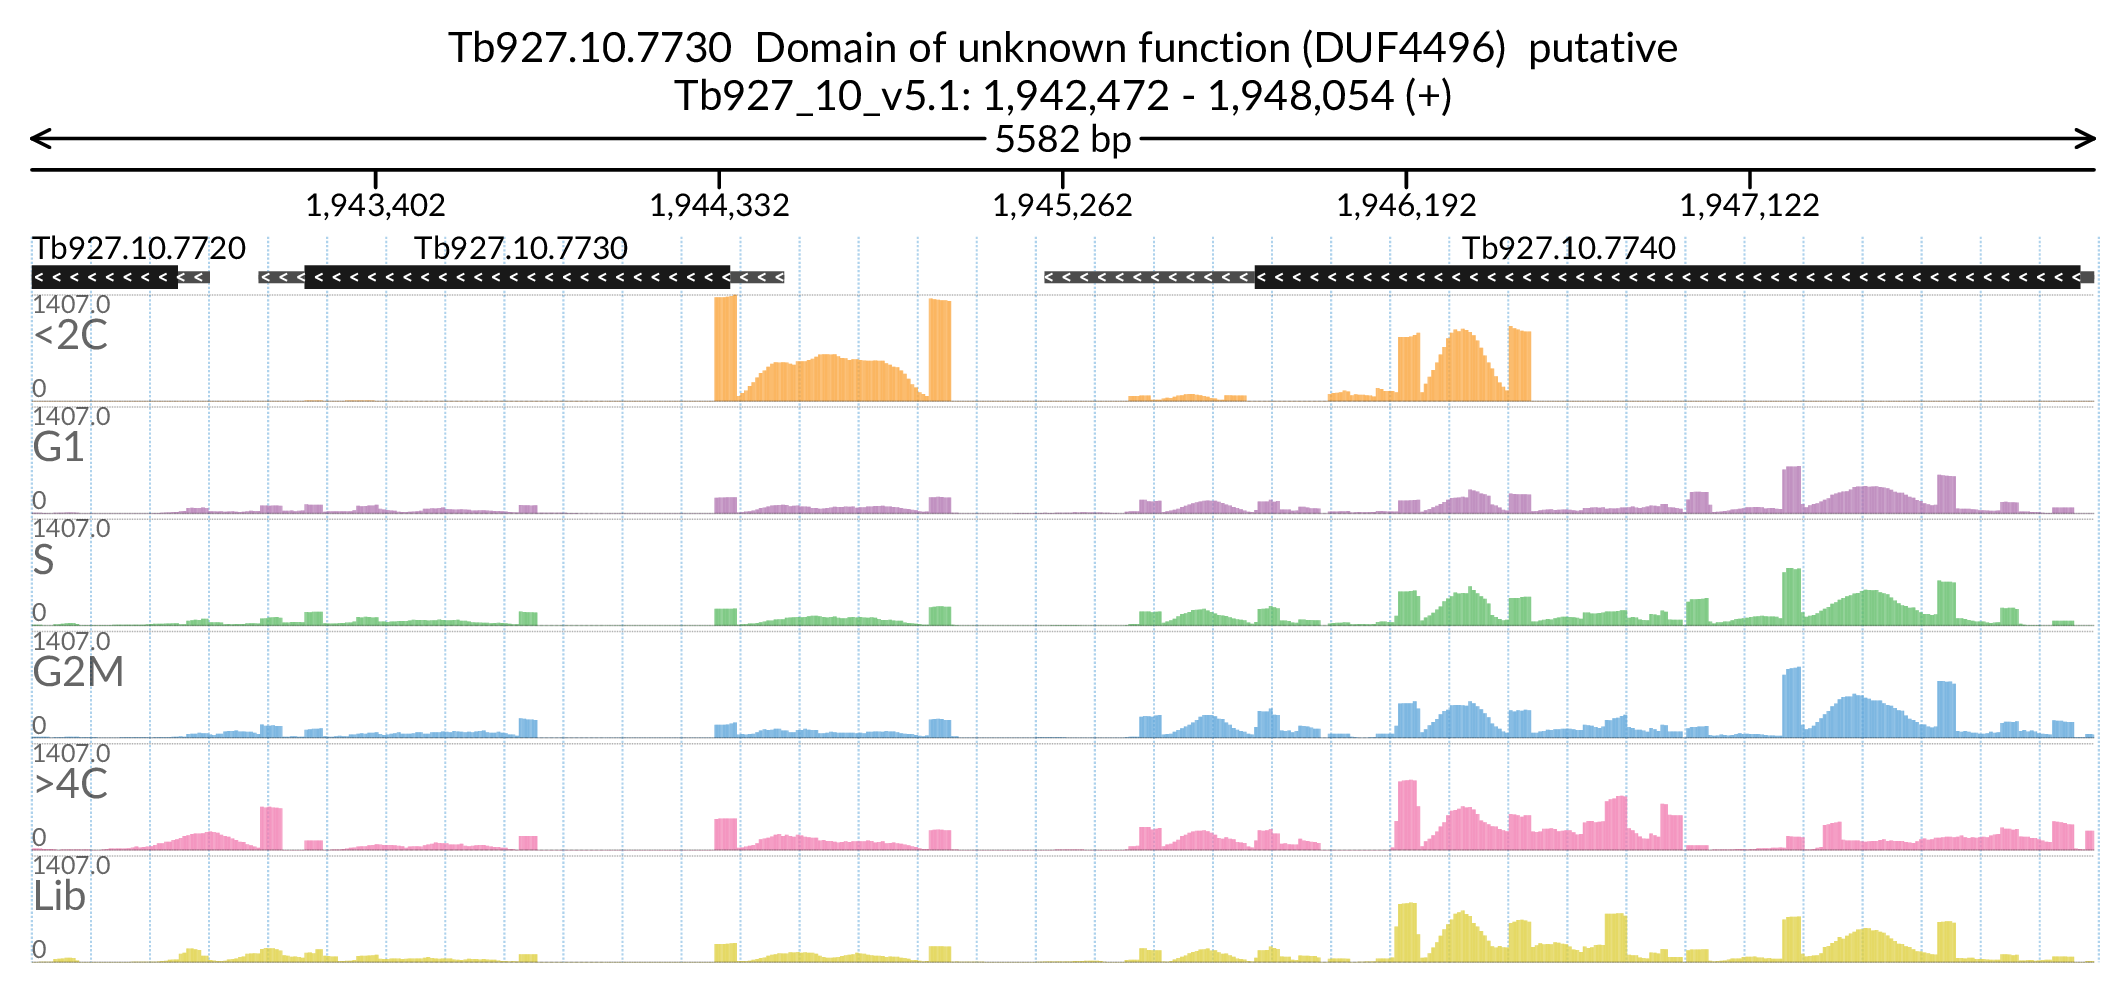 Tb927.10.7730  Domain of unknown function (DUF4496)  putative
Tb927_10_v5.1: 1,942,472 - 1,948,054 (+)
5582 bp
1,943,402 1,944,332 1,945,262 1,946,192 1,947,122
Tb927.10.7720 Tb927.10.7730 Tb927.10.7740
1407.0
<2C
0
1407.0
G1
0
1407.0
S
0
1407.0
G2M
0
1407.0
>4C
0
1407.0
Lib
0